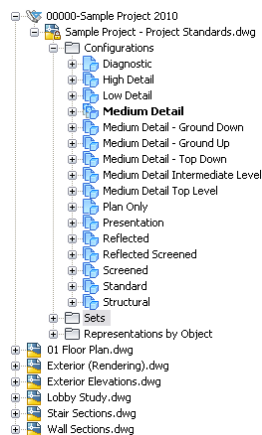 00000-Sample Project 2010
Sample Project - Project Standards.dwg
Configurations
Diagnostic
High Detail
Low Detail
Medium Detail
Medium Detail - Ground Down
Medium Detail - Ground Up
Medium Detail - Top Down
Medium Detail Intermediate Level
Medium Detail Top Level
Plan Only
Presentation
Reflected
Reflected Screened
Screened
Standard
Structural
Sets
Representations by Object
01 Floor Plan.dwg
Exterior (Rendering).dwg
Exterior Elevations.dwg
Lobby Study.dwg
Stair Sections.dwg
Wall Sections.dwg